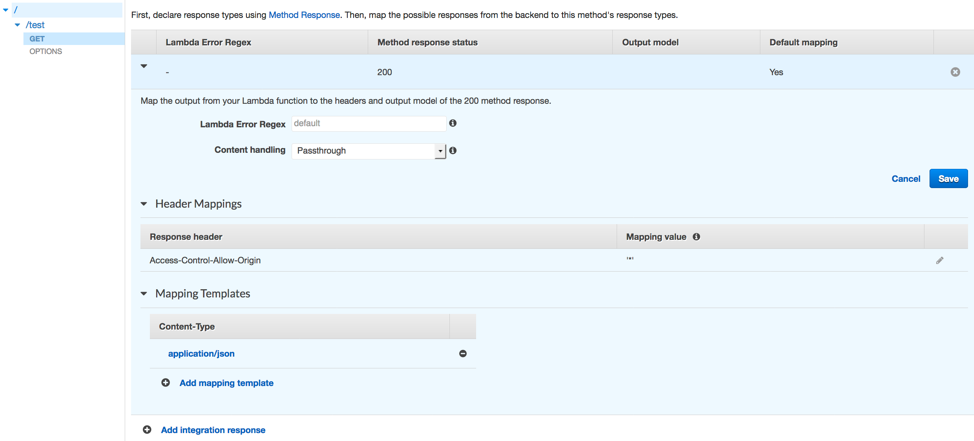 /
/test
GET
OPTIONS
First, declare response types using Method Response. Then, map the possible responses from the backend to this method's response types.
Lambda Error Regex Method response status Output model Default mapping
- 200 Yes
Map the output from your Lambda function to the headers and output model of the 200 method response.
Lambda Error Regex default
Content handling Passthrough
Cancel Save
Header Mappings
Response header Mapping value
Access-Control-Allow-Origin '*'
Mapping Templates
Content-Type
application/json
Add mapping template
Add integration response